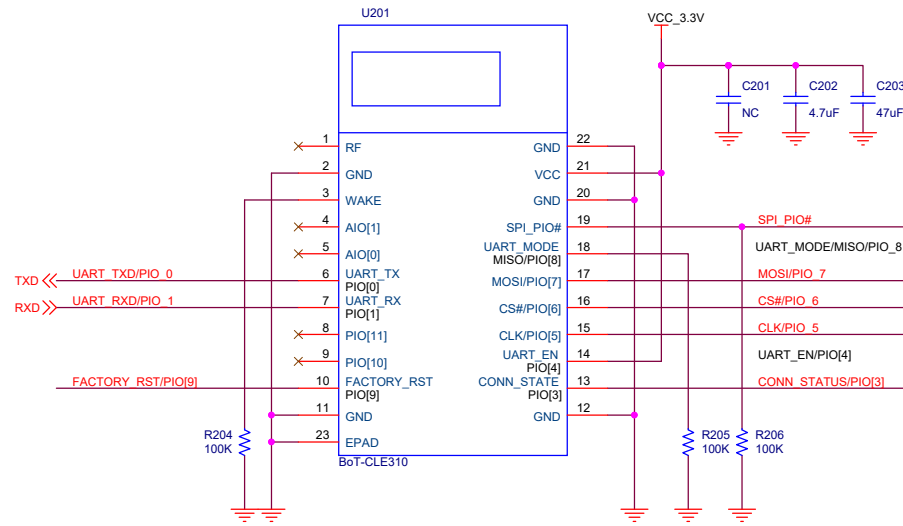 U201
VCC_3.3V
C201
NC
C202
4.7uF
C203
47uF
1 RF
2 GND
3 WAKE
4 AIO[1]
5 AIO[0]
6 UART_TX
PIO[0]
7 UART_RX
PIO[1]
8 PIO[11]
9 PIO[10]
10 FACTORY_RST
PIO[9]
11 GND
23 EPAD
GND 22
VCC 21
GND 20
SPI_PIO# 19
UART_MODE 18
MISO/PIO[8]
MOSI/PIO[7] 17
CS#/PIO[6] 16
CLK/PIO[5] 15
UART_EN 14
PIO[4]
CONN_STATE 13
PIO[3]
GND 12
TXD UART_TXD/PIO_0
RXD UART_RXD/PIO_1
FACTORY_RST/PIO[9]
SPI_PIO#
UART_MODE/MISO/PIO_8
MOSI/PIO_7
CS#/PIO_6
CLK/PIO_5
UART_EN/PIO[4]
CONN_STATUS/PIO[3]
R204
100K
R205
100K
R206
100K
BoT-CLE310